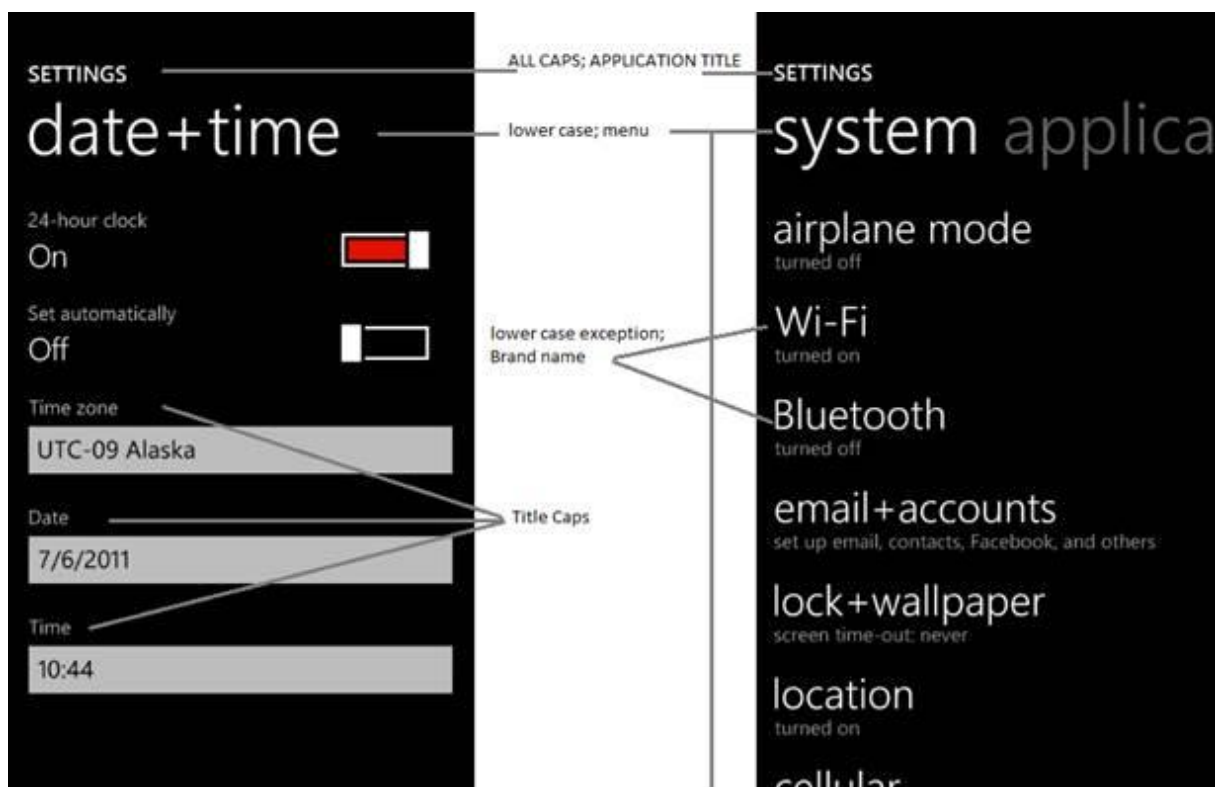 SETTINGS
date+time
24-hour clock
On
Set automatically
Off
Time zone
UTC-09 Alaska
Date
7/6/2011
Time
10:44
ALL CAPS; APPLICATION TITLE
lower case; menu
lower case exception;
Brand name
Title Caps
SETTINGS
system applica
airplane mode
turned off
Wi-Fi
turned on
Bluetooth
turned off
email+accounts
set up email, contacts, Facebook, and others
lock+wallpaper
screen time-out: never
location
turned on
cellular